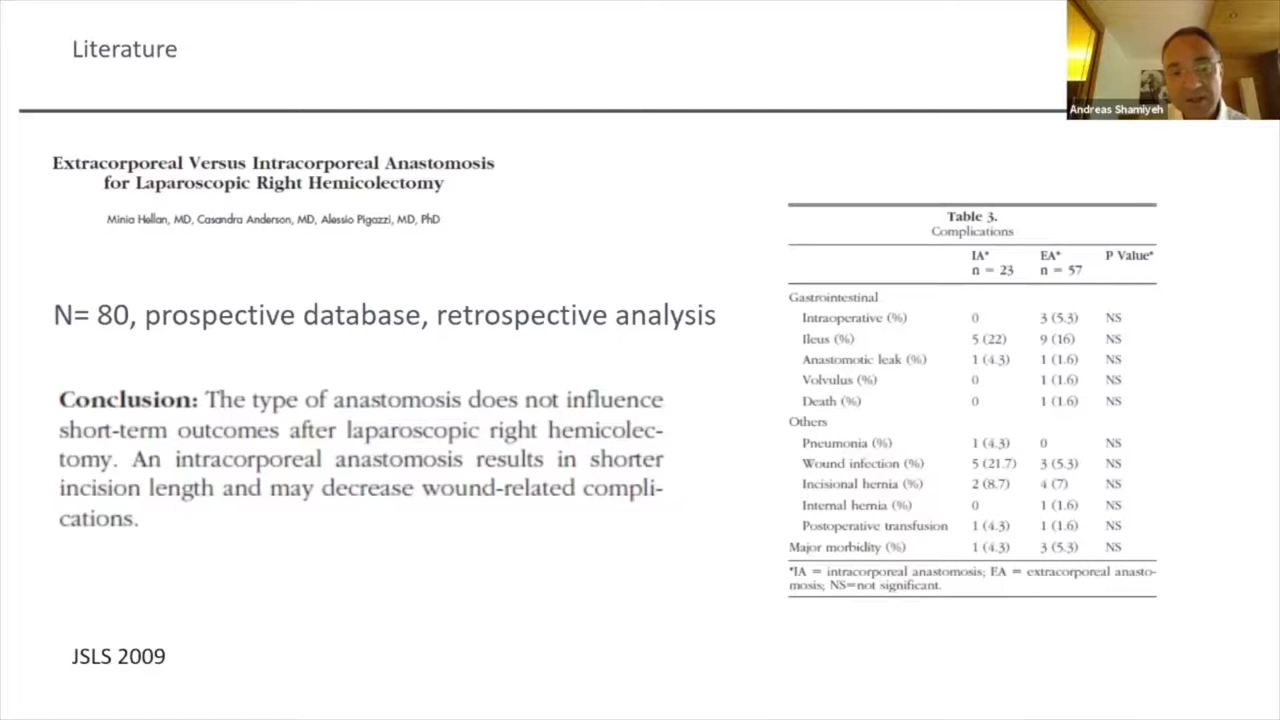 Literature
Andreas Shamiyeh
Extracorporeal Versus Intracorporeal Anastomosis
for Laparoscopic Right Hemicolectomy
Minia Hellan, MD, Casandra Anderson, MD, Alessio Pigazzi, MD, PhD
N= 80, prospective database, retrospective analysis
Conclusion: The type of anastomosis does not influence
short-term outcomes after laparoscopic right hemicolec-
tomy. An intracorporeal anastomosis results in shorter
incision length and may decrease wound-related compli-
cations.
JSLS 2009
Table 3.
Complications
IA* EA* P Value*
n = 23 n = 57
Gastrointestinal
Intraoperative (%) 0 3 (5.3) NS
Ileus (%) 5 (22) 9 (16) NS
Anastomotic leak (%) 1 (4.3) 1 (1.6) NS
Volvulus (%) 0 1 (1.6) NS
Death (%) 0 1 (1.6) NS
Others
Pneumonia (%) 1 (4.3) 0 NS
Wound infection (%) 5 (21.7) 3 (5.3) NS
Incisional hernia (%) 2 (8.7) 4 (7) NS
Internal hernia (%) 0 1 (1.6) NS
Postoperative transfusion 1 (4.3) 1 (1.6) NS
Major morbidity (%) 1 (4.3) 3 (5.3) NS
*IA = intracorporeal anastomosis; EA = extracorporeal anasto-
mosis; NS=not significant.